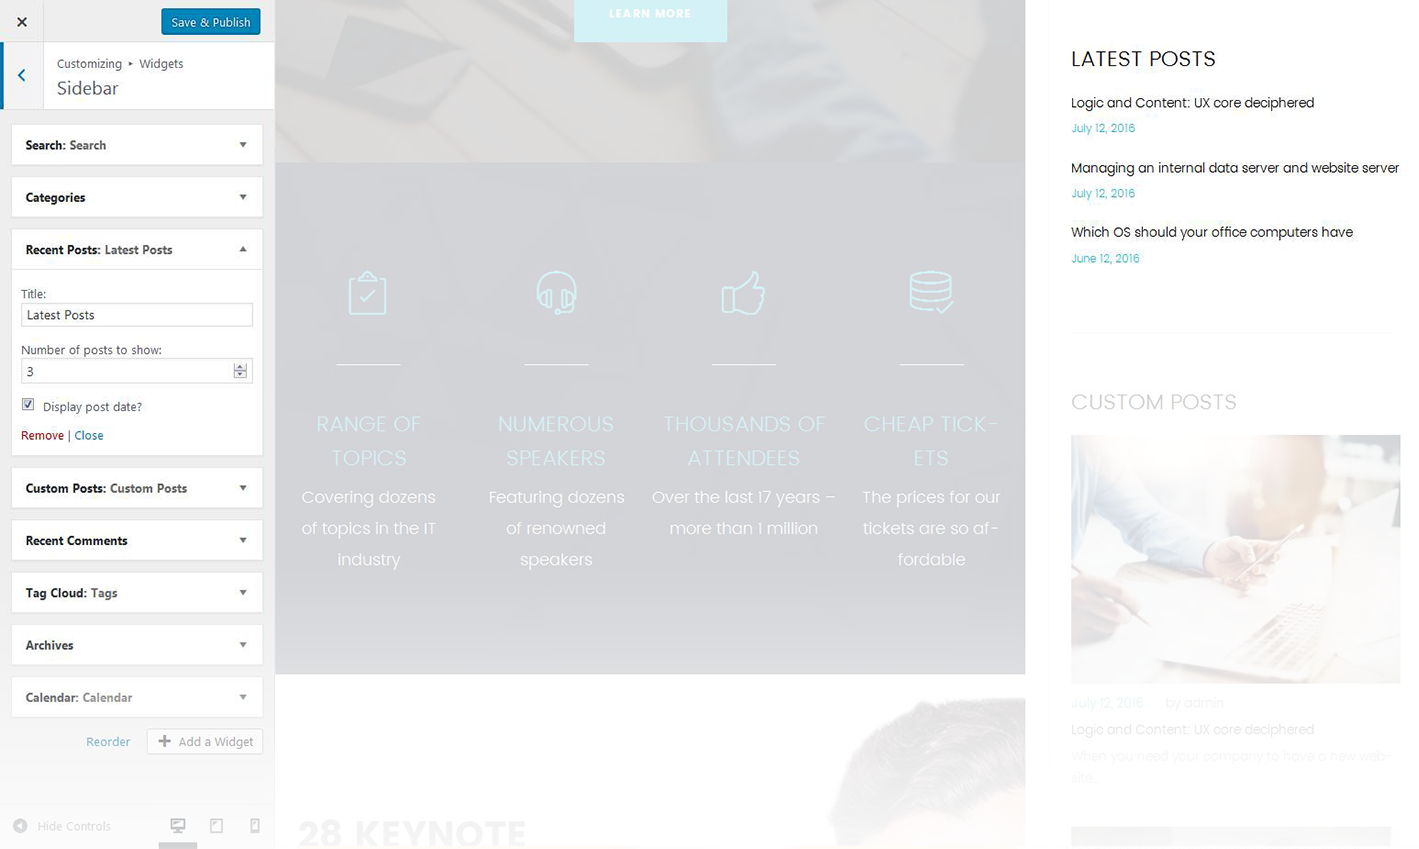 Save & Publish
Customizing ▸ Widgets
Sidebar
Search: Search
Categories
Recent Posts: Latest Posts
Title:
Latest Posts
Number of posts to show:
3
Display post date?
Remove | Close
Custom Posts: Custom Posts
Recent Comments
Tag Cloud: Tags
Archives
Calendar: Calendar
Reorder
Add a Widget
Hide Controls
LEARN MORE
RANGE OF
TOPICS
Covering dozens
of topics in the IT
industry
NUMEROUS
SPEAKERS
Featuring dozens
of renowned
speakers
THOUSANDS OF
ATTENDEES
Over the last 17 years –
more than 1 million
CHEAP TICK-
ETS
The prices for our
tickets are so af-
fordable
28 KEYNOTE
LATEST POSTS
Logic and Content: UX core deciphered
July 12, 2016
Managing an internal data server and website server
July 12, 2016
Which OS should your office computers have
June 12, 2016
CUSTOM POSTS
July 12, 2016 by admin
Logic and Content: UX core deciphered
When you need your company to have a new web-
site,